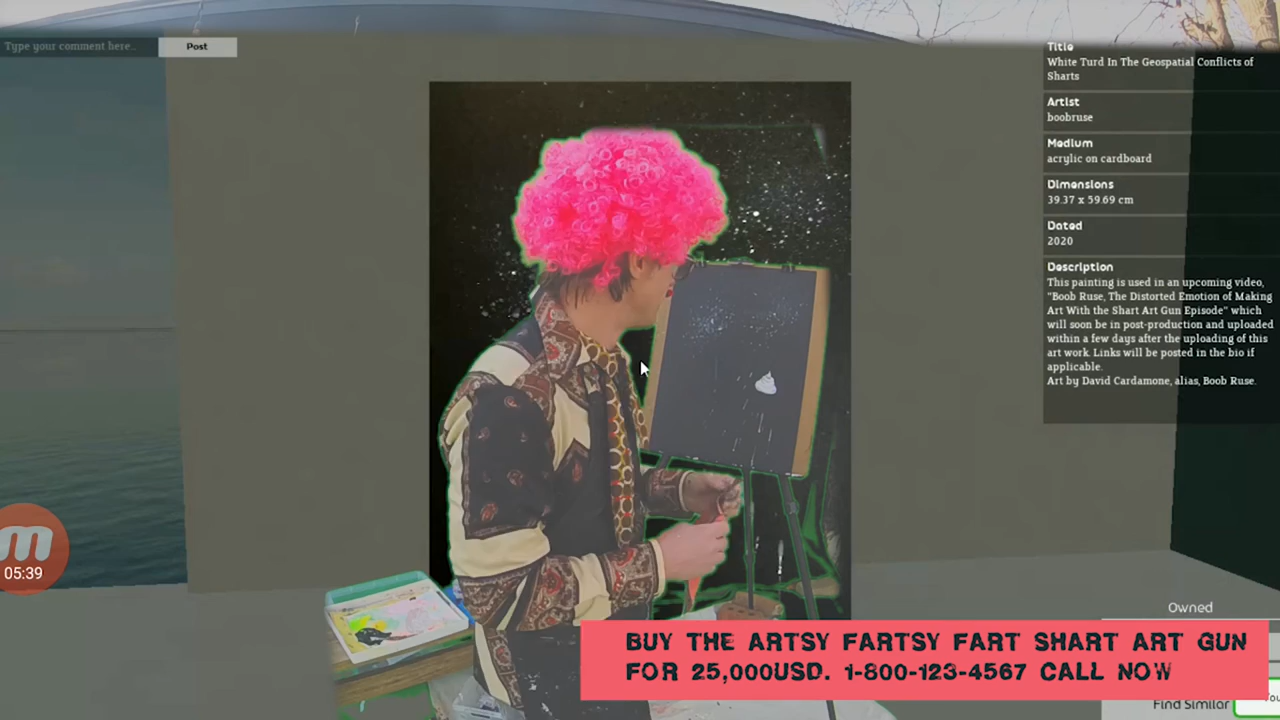 Type your comment here..
Post
Title
White Turd In The Geospatial Conflicts of
Sharts
Artist
boobruse
Medium
acrylic on cardboard
Dimensions
39.37 x 59.69 cm
Dated
2020
Description
This painting is used in an upcoming video,
"Boob Ruse, The Distorted Emotion of Making
Art With the Shart Art Gun Episode" which
will soon be in post-production and uploaded
within a few days after the uploading of this
art work. Links will be posted in the bio if
applicable.
Art by David Cardamone, alias, Boob Ruse.
05:39
Owned
BUY THE ARTSY FARTSY FART SHART ART GUN
FOR 25,000USD. 1-800-123-4567 CALL NOW
Find Similar